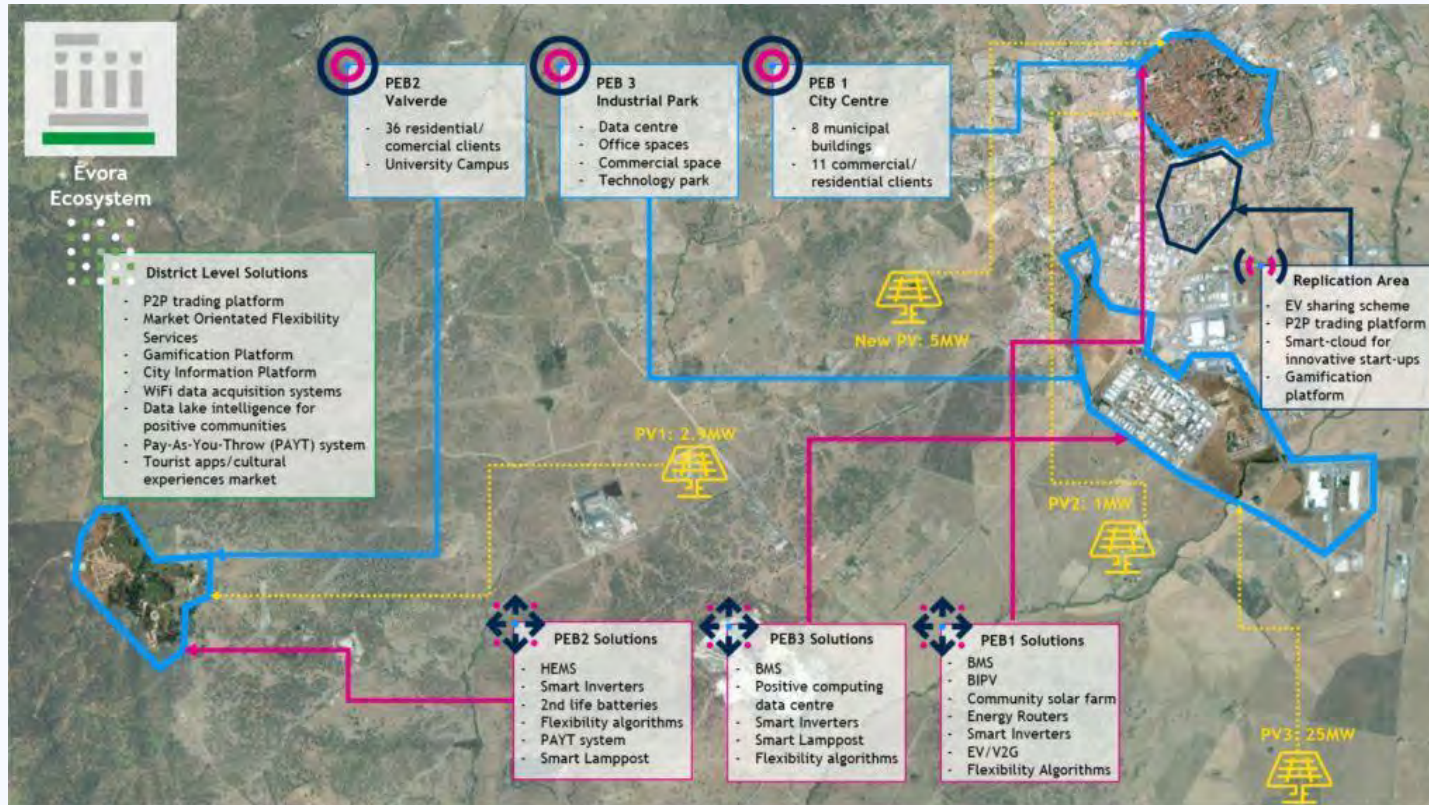 Évora
Ecosystem
PEB2
Valverde
- 36 residential/
comercial clients
- University Campus
PEB 3
Industrial Park
- Data centre
- Office spaces
- Commercial space
- Technology park
PEB 1
City Centre
- 8 municipal
buildings
- 11 commercial/
residential clients
District Level Solutions
- P2P trading platform
- Market Orientated Flexibility
Services
- Gamification Platform
- City Information Platform
- WiFi data acquisition systems
- Data lake intelligence for
positive communities
- Pay-As-You-Throw (PAYT) system
- Tourist apps/cultural
experiences market
Replication Area
- EV sharing scheme
- P2P trading platform
- Smart-cloud for
innovative start-ups
- Gamification
platform
New PV: 5MW
PV1: 2.9MW
PV2: 1MW
PV3: 25MW
PEB2 Solutions
- HEMS
- Smart Inverters
- 2nd life batteries
- Flexibility algorithms
- PAYT system
- Smart Lamppost
PEB3 Solutions
- BMS
- Positive computing
data centre
- Smart Inverters
- Smart Lamppost
- Flexibility algorithms
PEB1 Solutions
- BMS
- BIPV
- Community solar farm
- Energy Routers
- Smart Inverters
- EV/V2G
- Flexibility Algorithms